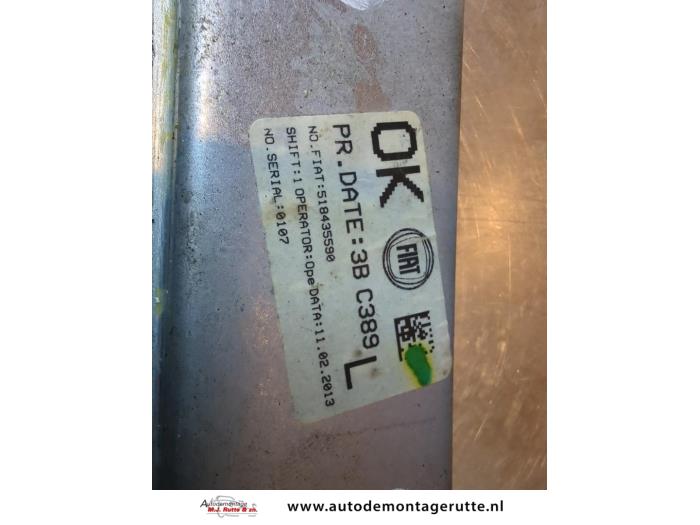 OK
FIAT
PR.DATE:3B C389 L
NO.FIAT:518435590
SHIFT:1 OPERATOR:Ope DATA:11.02.2013
NO.SERIAL:0107
Autodemontage
M.J. Rutte & zn.
www.autodemontagerutte.nl